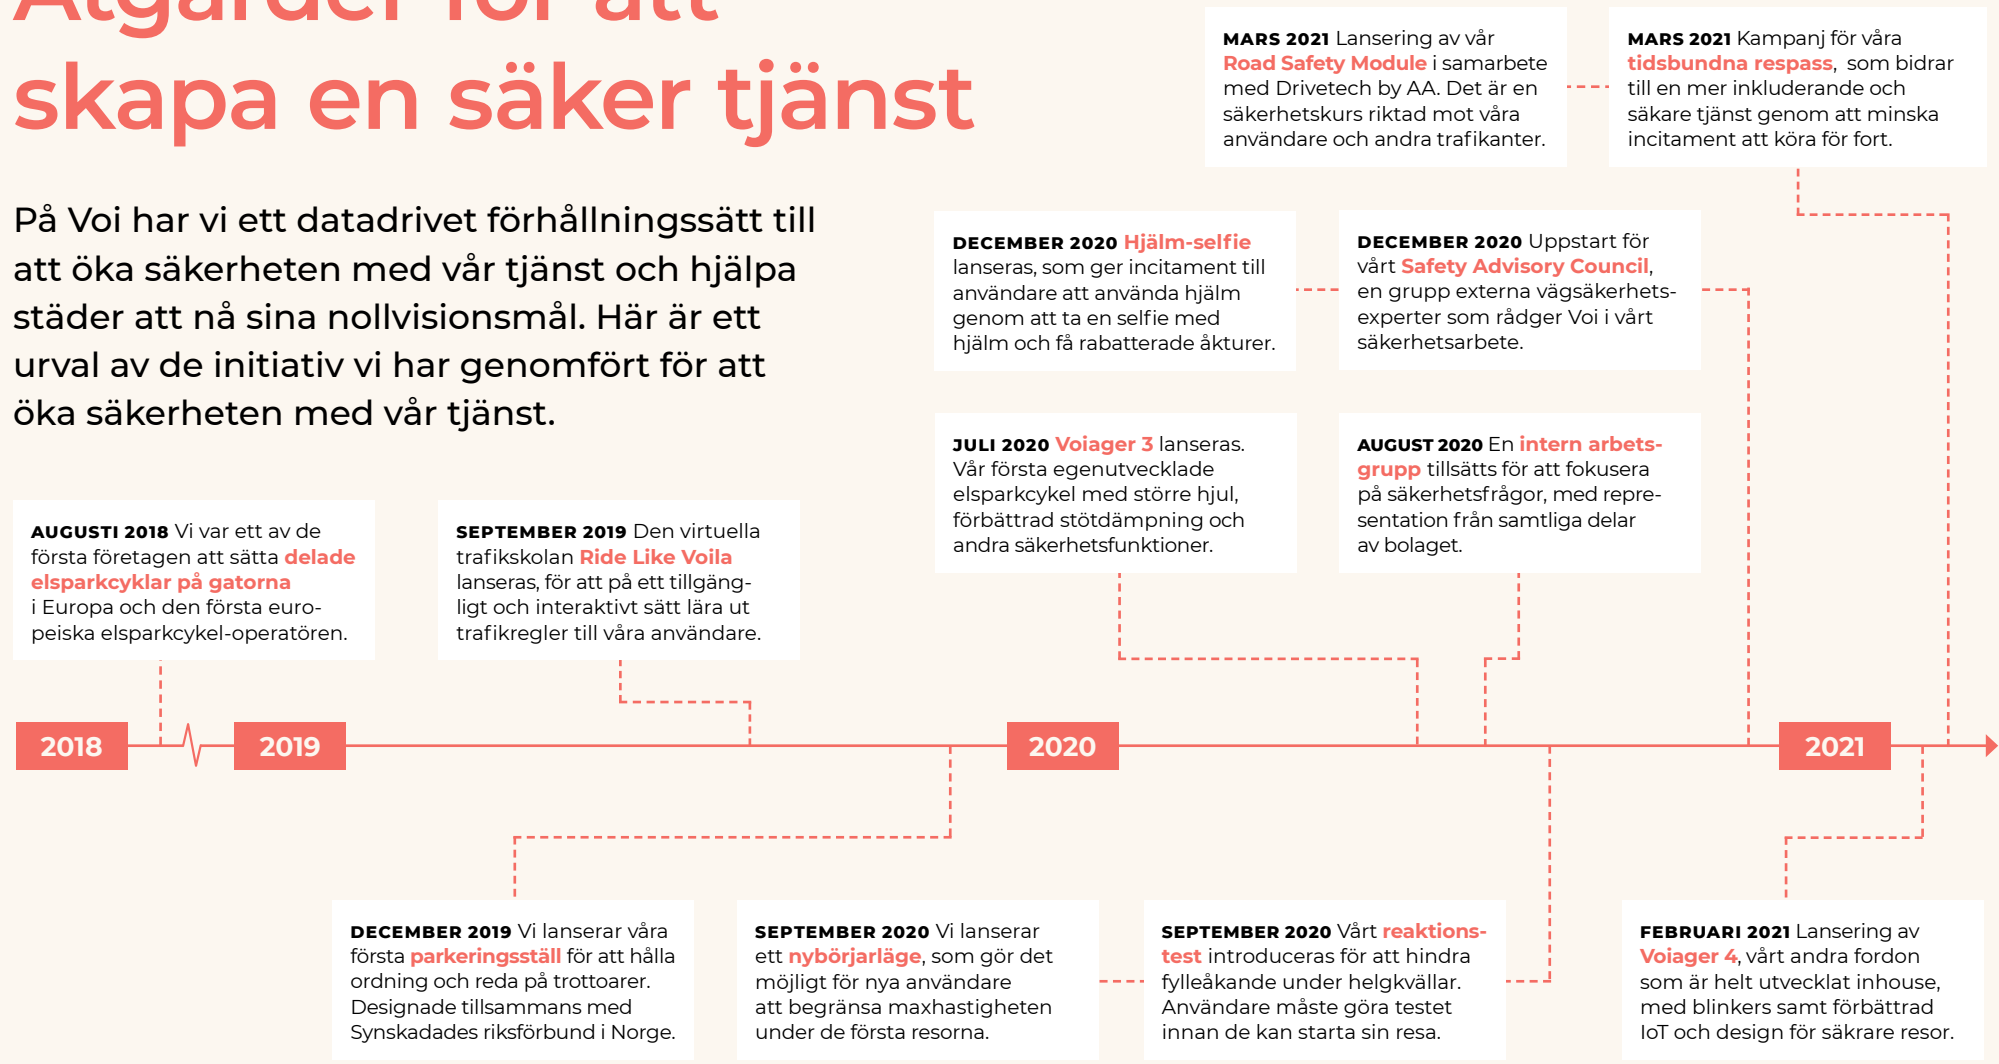 Åtgärder för att
skapa en säker tjänst
På Voi har vi ett datadrivet förhållningssätt till
att öka säkerheten med vår tjänst och hjälpa
städer att nå sina nollvisionsmål. Här är ett
urval av de initiativ vi har genomfört för att
öka säkerheten med vår tjänst.
MARS 2021 Lansering av vår
Road Safety Module i samarbete
med Drivetech by AA. Det är en
säkerhetskurs riktad mot våra
användare och andra trafikanter.
MARS 2021 Kampanj för våra
tidsbundna respass, som bidrar
till en mer inkluderande och
säkare tjänst genom att minska
incitament att köra för fort.
DECEMBER 2020 Hjälm-selfie
lanseras, som ger incitament till
användare att använda hjälm
genom att ta en selfie med
hjälm och få rabatterade åkturer.
DECEMBER 2020 Uppstart för
vårt Safety Advisory Council,
en grupp externa vägsäkerhets-
experter som rådger Voi i vårt
säkerhetsarbete.
JULI 2020 Voiager 3 lanseras.
Vår första egenutvecklade
elsparkcykel med större hjul,
förbättrad stötdämpning och
andra säkerhetsfunktioner.
AUGUST 2020 En intern arbets-
grupp tillsätts för att fokusera
på säkerhetsfrågor, med repre-
sentation från samtliga delar
av bolaget.
AUGUSTI 2018 Vi var ett av de
första företagen att sätta delade
elsparkcyklar på gatorna
i Europa och den första euro-
peiska elsparkcykel-operatören.
SEPTEMBER 2019 Den virtuella
trafikskolan Ride Like Voila
lanseras, för att på ett tillgäng-
ligt och interaktivt sätt lära ut
trafikregler till våra användare.
2018
2019
2020
2021
DECEMBER 2019 Vi lanserar våra
första parkeringsställ för att hålla
ordning och reda på trottoarer.
Designade tillsammans med
Synskadades riksförbund i Norge.
SEPTEMBER 2020 Vi lanserar
ett nybörjarläge, som gör det
möjligt för nya användare
att begränsa maxhastigheten
under de första resorna.
SEPTEMBER 2020 Vårt reaktions-
test introduceras för att hindra
fylleåkande under helgkvällar.
Användare måste göra testet
innan de kan starta sin resa.
FEBRUARI 2021 Lansering av
Voiager 4, vårt andra fordon
som är helt utvecklat inhouse,
med blinkers samt förbättrad
IoT och design för säkrare resor.